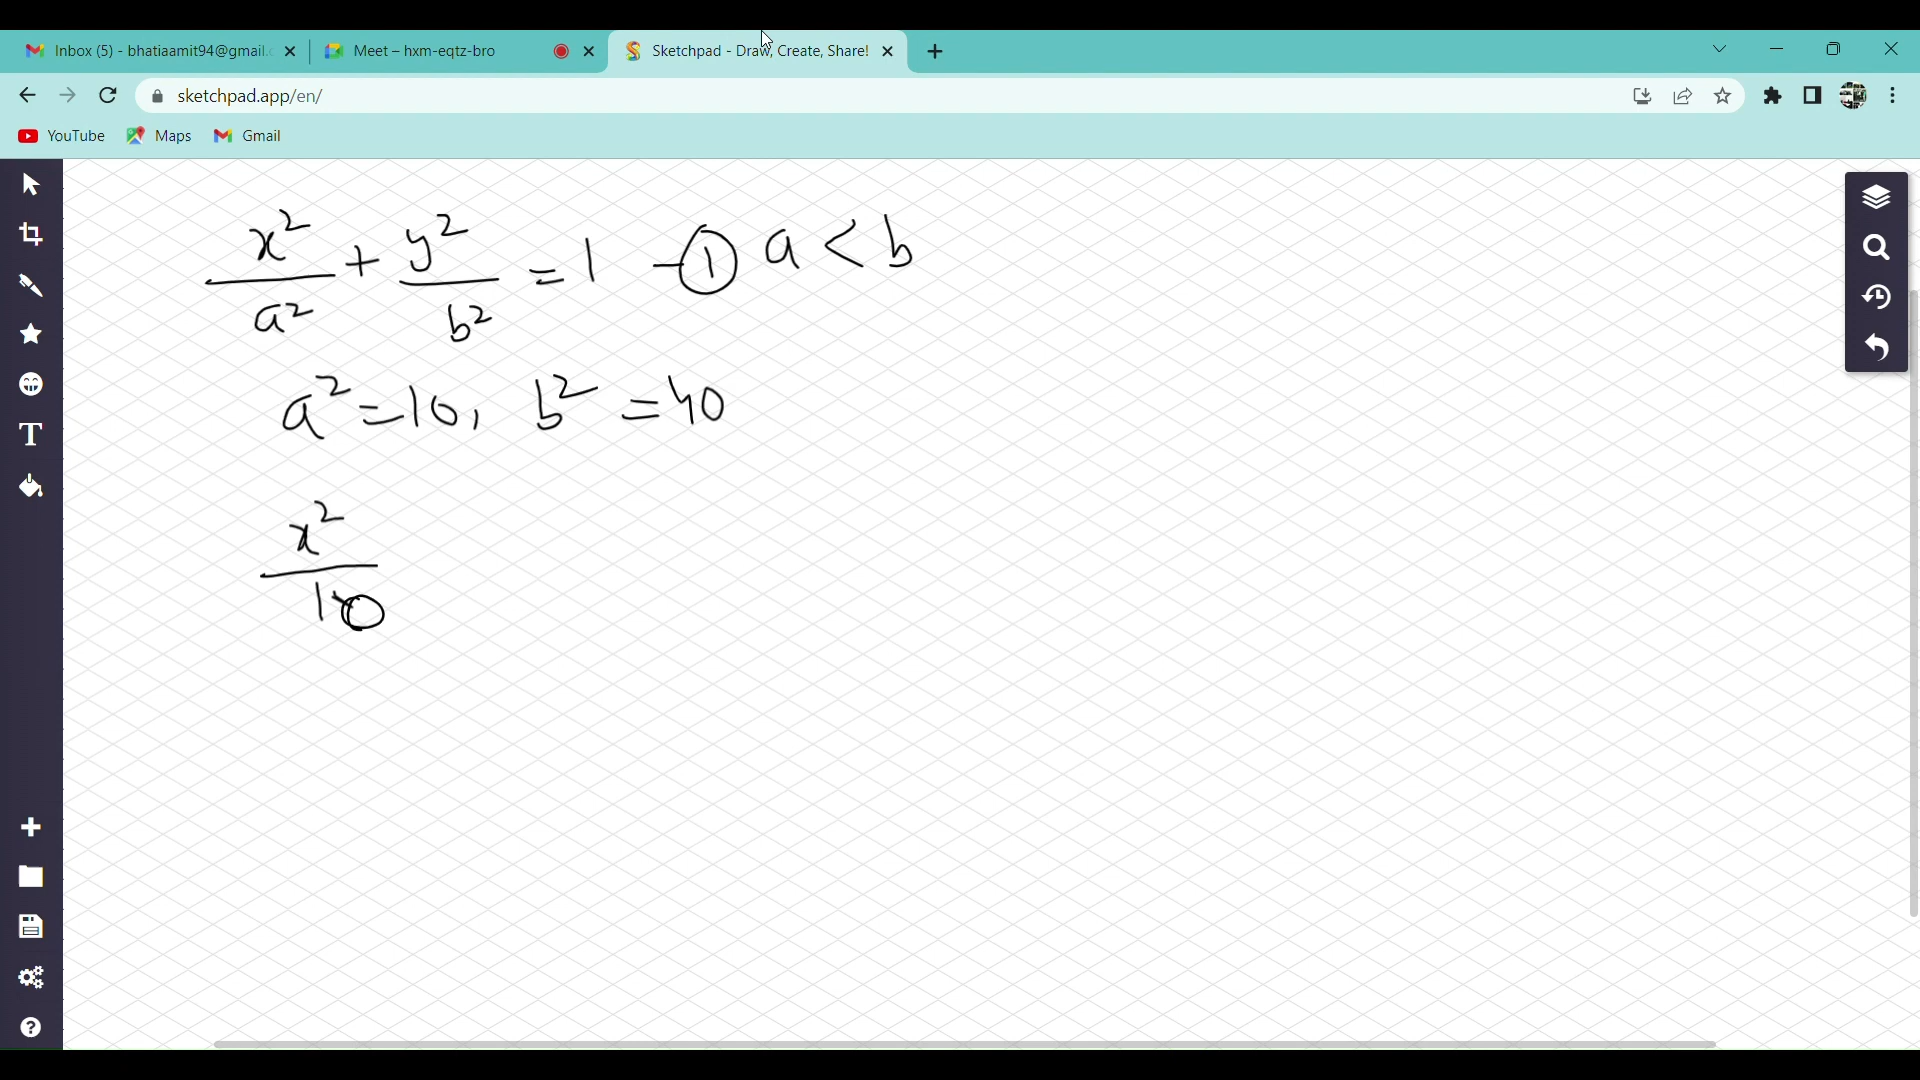 Inbox (5) - bhatiaamit94@gmail.c
Meet – hxm-eqtz-bro
Sketchpad - Draw, Create, Share!
sketchpad.app/en/
YouTube Maps Gmail
x²/a² + y²/b² = 1 -① a < b
a² = 10, b² = 40
x²/10
T